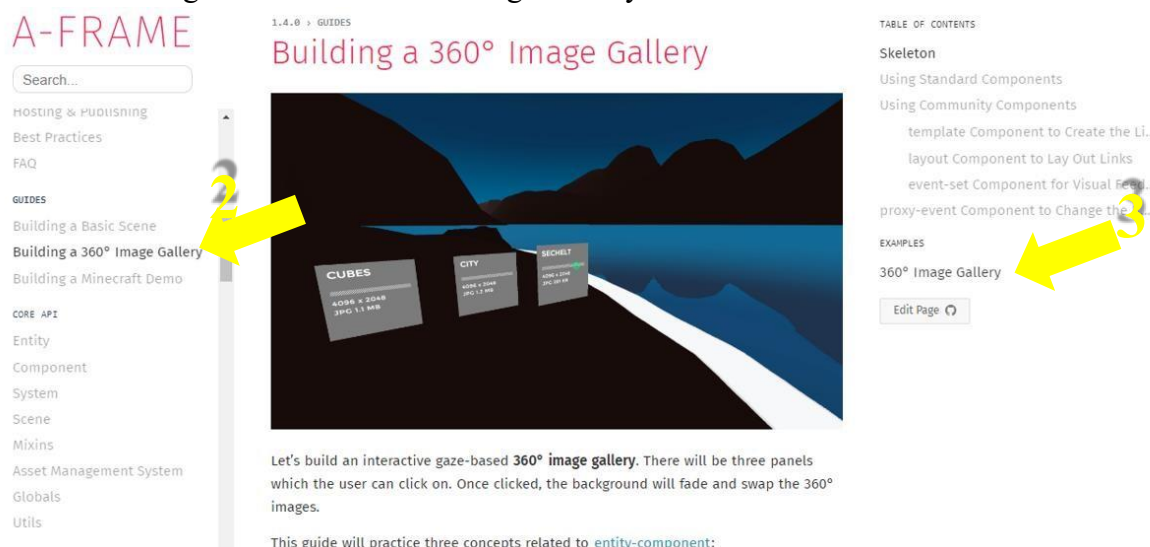 A-FRAME
Search...
Hosting & Publishing
Best Practices
FAQ
GUIDES
Building a Basic Scene
Building a 360° Image Gallery
Building a Minecraft Demo
CORE API
Entity
Component
System
Scene
Mixins
Asset Management System
Globals
Utils
2
1.4.0 › GUIDES
Building a 360° Image Gallery
CUBES
4096 x 2048
JPG 1.1 MB
CITY
4096 x 2048
JPG 1.3 MB
SECHELT
4096 x 2048
Let's build an interactive gaze-based 360° image gallery. There will be three panels
which the user can click on. Once clicked, the background will fade and swap the 360°
images.
This guide will practice three concepts related to entity-component:
TABLE OF CONTENTS
Skeleton
Using Standard Components
Using Community Components
template Component to Create the Li...
layout Component to Lay Out Links
event-set Component for Visual Feed...
proxy-event Component to Change the
EXAMPLES
360° Image Gallery
Edit Page
3